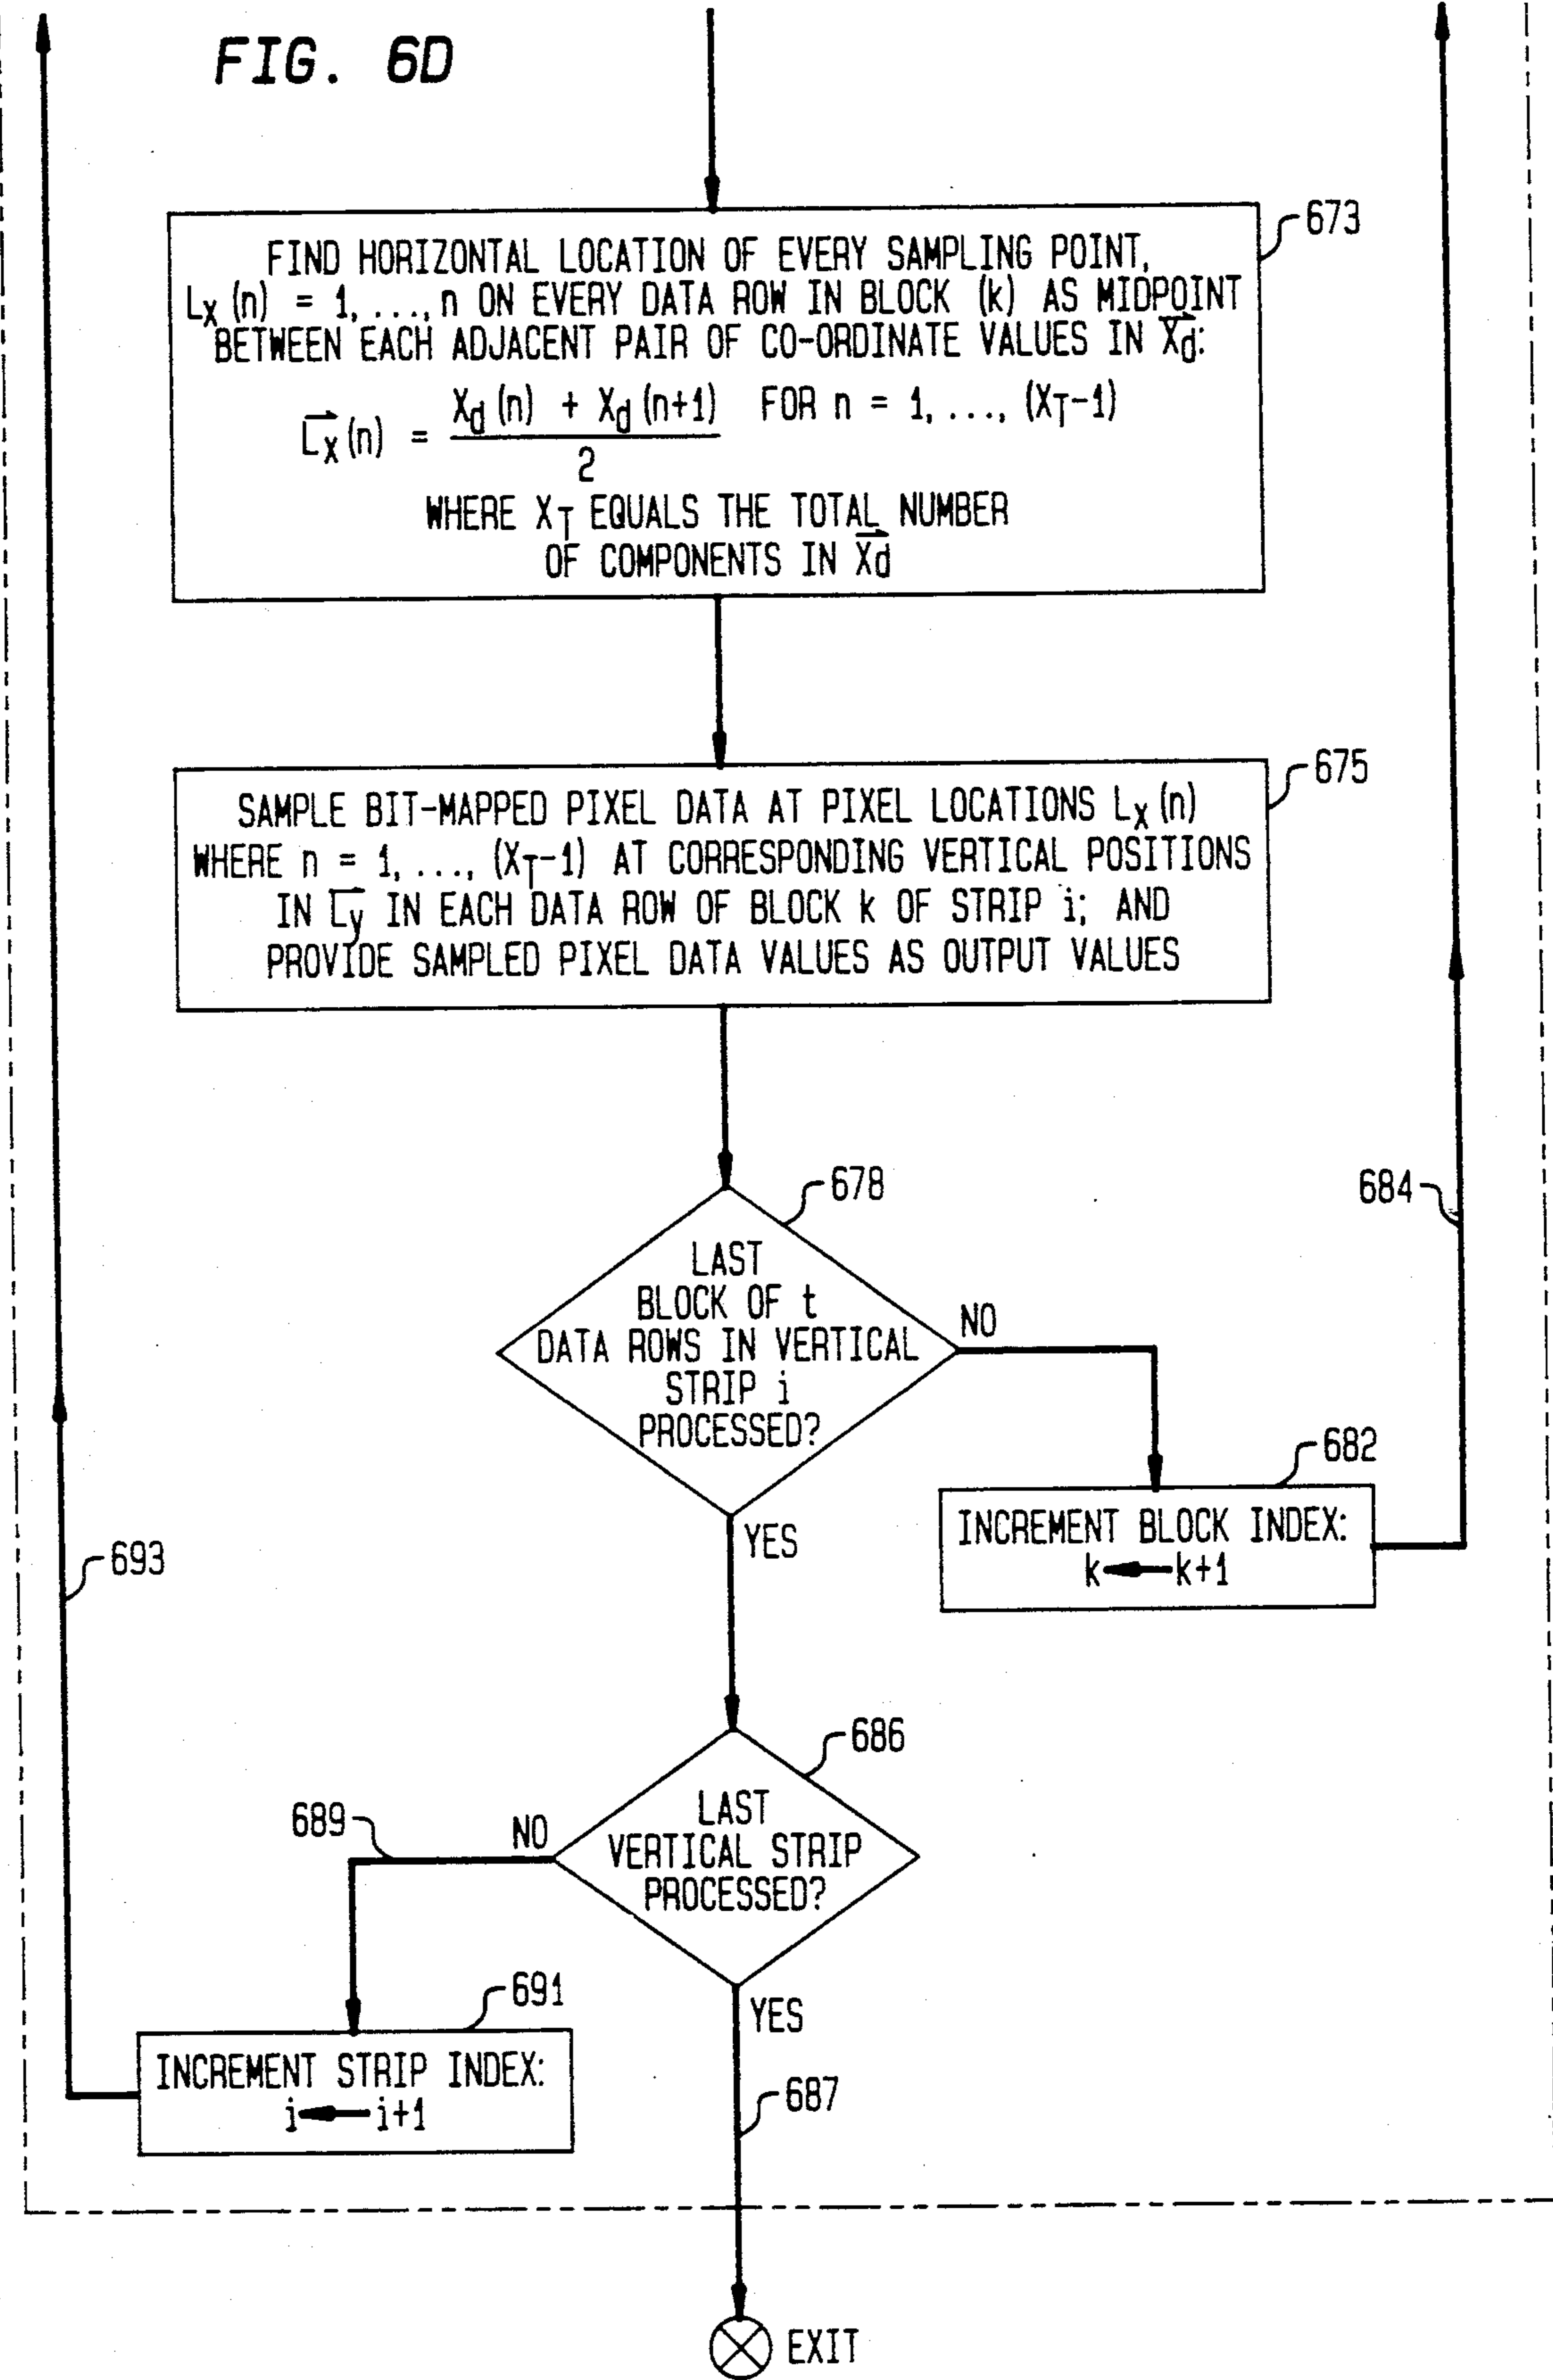 FIG. 6D
673
FIND HORIZONTAL LOCATION OF EVERY SAMPLING POINT,
Lx (n) = 1, ..., n ON EVERY DATA ROW IN BLOCK (k) AS MIDPOINT
BETWEEN EACH ADJACENT PAIR OF CO-ORDINATE VALUES IN X⃗d:
L⃗x (n) = (Xd (n) + Xd (n+1)) / 2 FOR n = 1, ..., (XT-1)
WHERE XT EQUALS THE TOTAL NUMBER
OF COMPONENTS IN X⃗d
675
SAMPLE BIT-MAPPED PIXEL DATA AT PIXEL LOCATIONS Lx (n)
WHERE n = 1, ..., (XT-1) AT CORRESPONDING VERTICAL POSITIONS
IN L⃗y IN EACH DATA ROW OF BLOCK k OF STRIP i; AND
PROVIDE SAMPLED PIXEL DATA VALUES AS OUTPUT VALUES
678
684
LAST
BLOCK OF t
DATA ROWS IN VERTICAL
STRIP i
PROCESSED?
NO
YES
682
INCREMENT BLOCK INDEX:
k ← k+1
693
686
689
NO
LAST
VERTICAL STRIP
PROCESSED?
YES
691
INCREMENT STRIP INDEX:
i ← i+1
687
EXIT